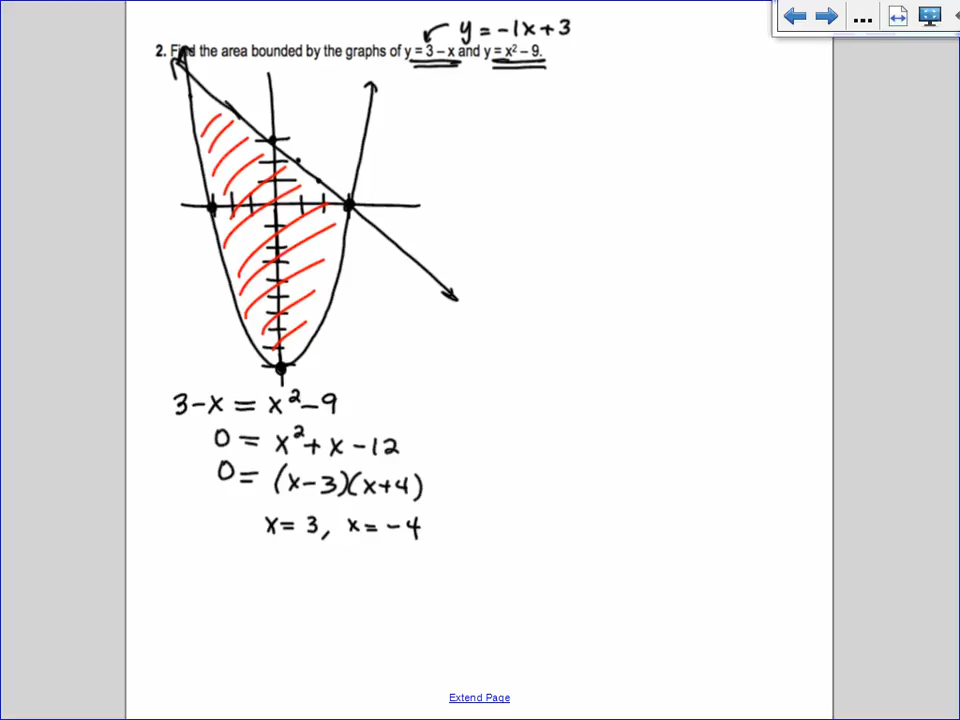 y = -1x + 3
2. Find the area bounded by the graphs of y = 3 – x and y = x² – 9.
3 - x = x² - 9
0 = x² + x - 12
0 = (x - 3)(x + 4)
x = 3, x = -4
Extend Page